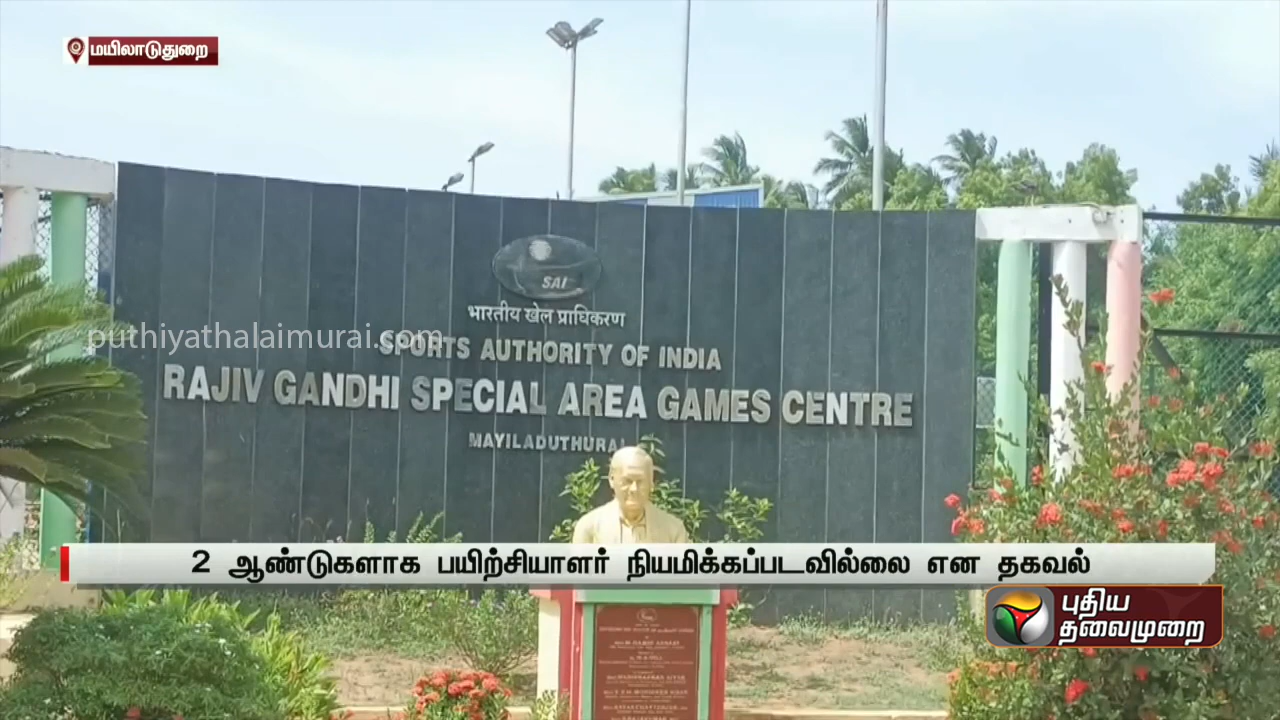 மயிலாடுதுறை
SAI
भारतीय खेल प्राधिकरण
puthiyathalaimurai.com
SPORTS AUTHORITY OF INDIA
RAJIV GANDHI SPECIAL AREA GAMES CENTRE
MAYILADUTHURAI
2 ஆண்டுகளாக பயிற்சியாளர் நியமிக்கப்படவில்லை என தகவல்
புதிய
தலைமுறை